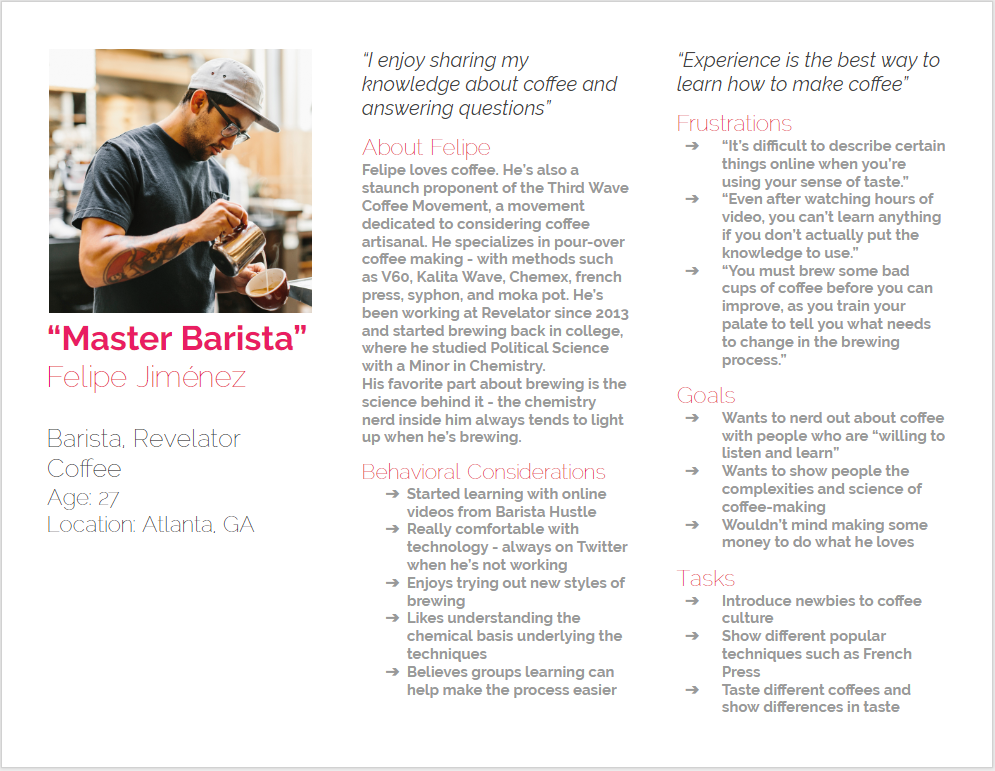 “Master Barista”
Felipe Jiménez
Barista, Revelator
Coffee
Age: 27
Location: Atlanta, GA
“I enjoy sharing my
knowledge about coffee and
answering questions”
About Felipe
Felipe loves coffee. He’s also a
staunch proponent of the Third Wave
Coffee Movement, a movement
dedicated to considering coffee
artisanal. He specializes in pour-over
coffee making - with methods such
as V60, Kalita Wave, Chemex, french
press, syphon, and moka pot. He’s
been working at Revelator since 2013
and started brewing back in college,
where he studied Political Science
with a Minor in Chemistry.
His favorite part about brewing is the
science behind it - the chemistry
nerd inside him always tends to light
up when he’s brewing.
Behavioral Considerations
➔ Started learning with online
videos from Barista Hustle
➔ Really comfortable with
technology - always on Twitter
when he’s not working
➔ Enjoys trying out new styles of
brewing
➔ Likes understanding the
chemical basis underlying the
techniques
➔ Believes groups learning can
help make the process easier
“Experience is the best way to
learn how to make coffee”
Frustrations
➔ “It’s difficult to describe certain
things online when you’re
using your sense of taste.”
➔ “Even after watching hours of
video, you can’t learn anything
if you don’t actually put the
knowledge to use.”
➔ “You must brew some bad
cups of coffee before you can
improve, as you train your
palate to tell you what needs
to change in the brewing
process.”
Goals
➔ Wants to nerd out about coffee
with people who are “willing to
listen and learn”
➔ Wants to show people the
complexities and science of
coffee-making
➔ Wouldn’t mind making some
money to do what he loves
Tasks
➔ Introduce newbies to coffee
culture
➔ Show different popular
techniques such as French
Press
➔ Taste different coffees and
show differences in taste